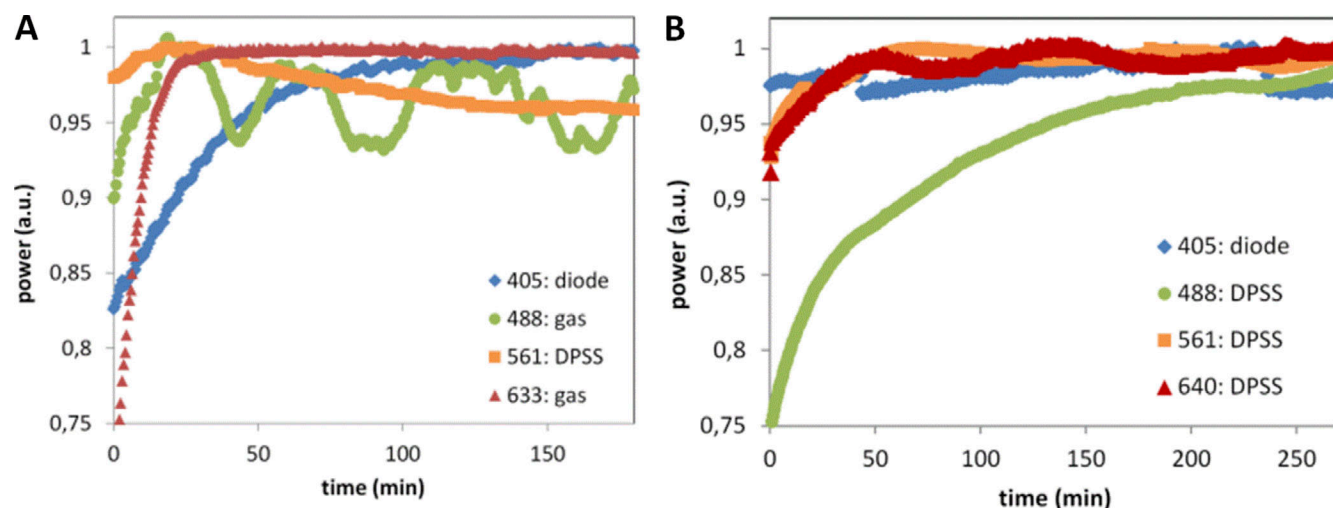 A
power (a.u.)
1
0,95
0,9
0,85
0,8
0,75
405: diode
488: gas
561: DPSS
633: gas
0
50
100
150
time (min)
B
power (a.u.)
1
0,95
0,9
0,85
0,8
0,75
405: diode
488: DPSS
561: DPSS
640: DPSS
0
50
100
150
200
250
time (min)